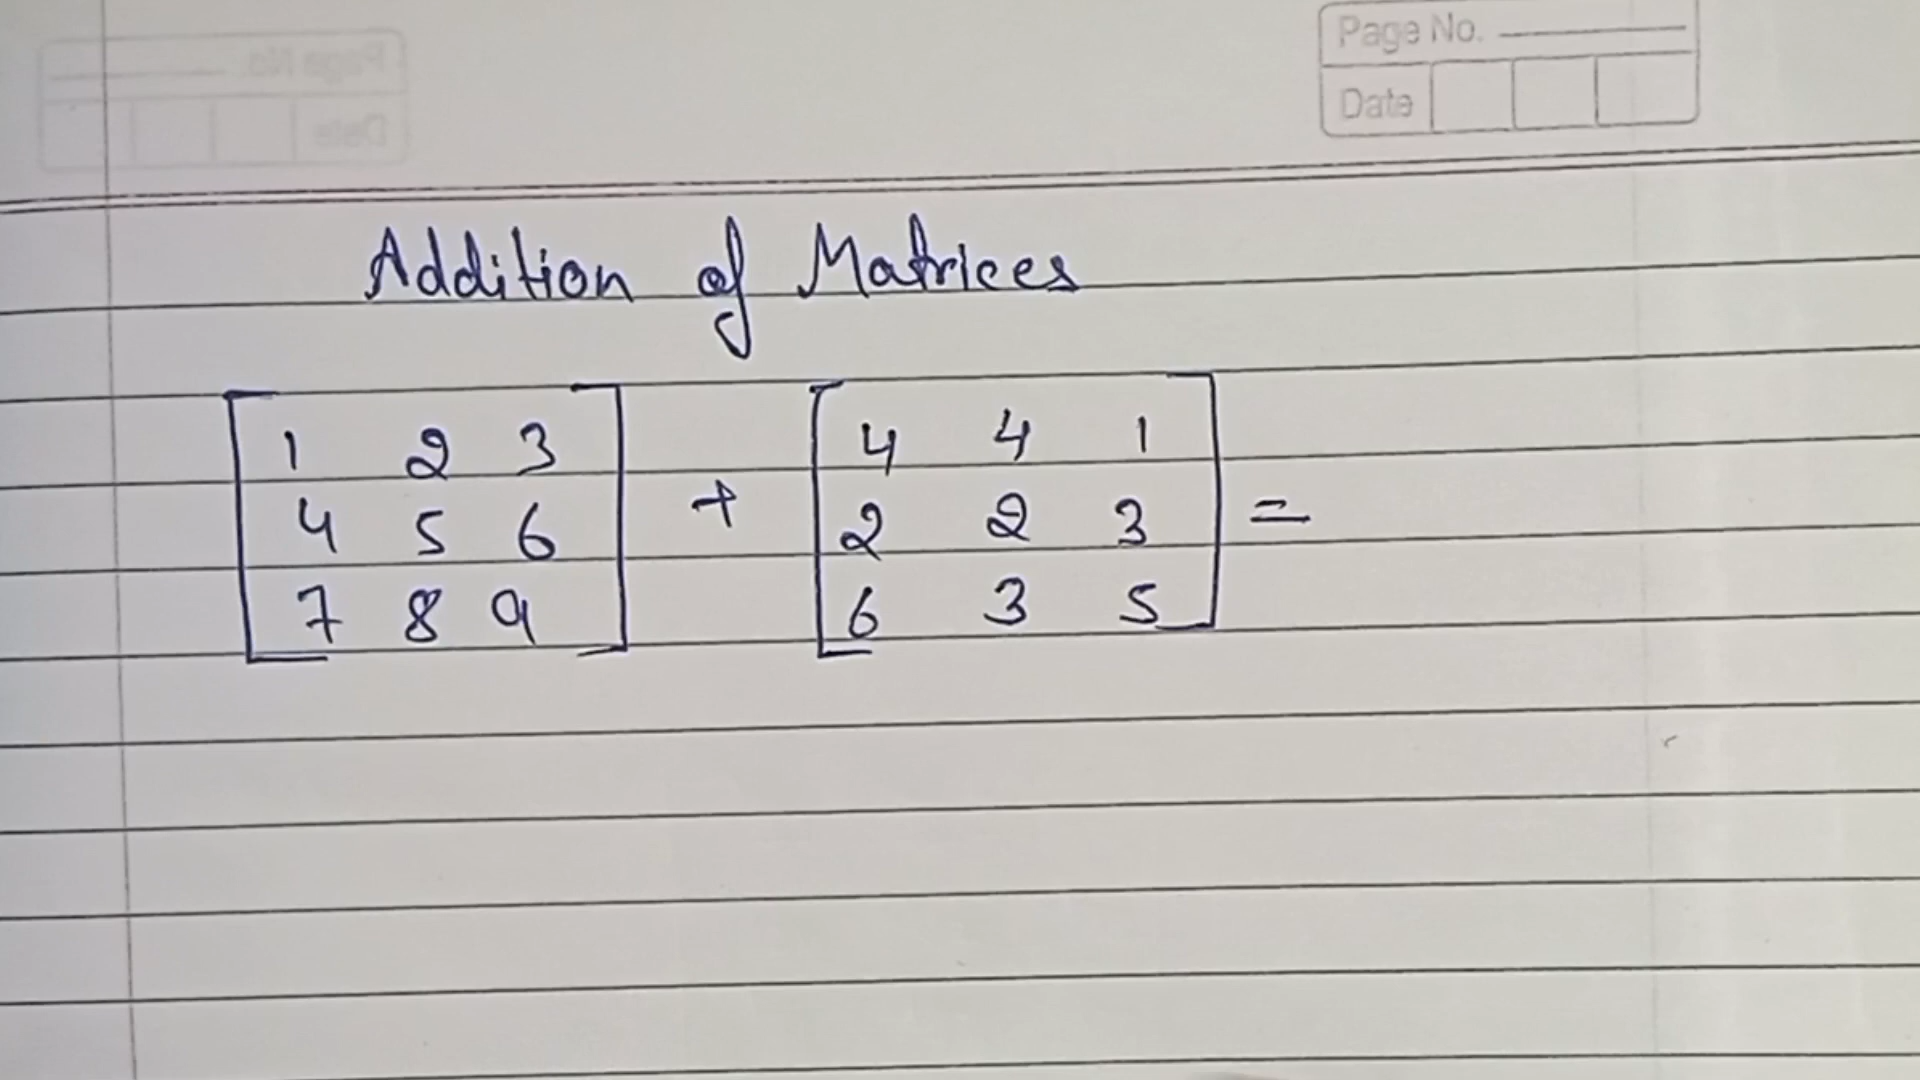 Page No.
Date
Addition of Matrices
1 2 3
4 5 6
7 8 9
+
4 4 1
2 2 3
6 3 5
=